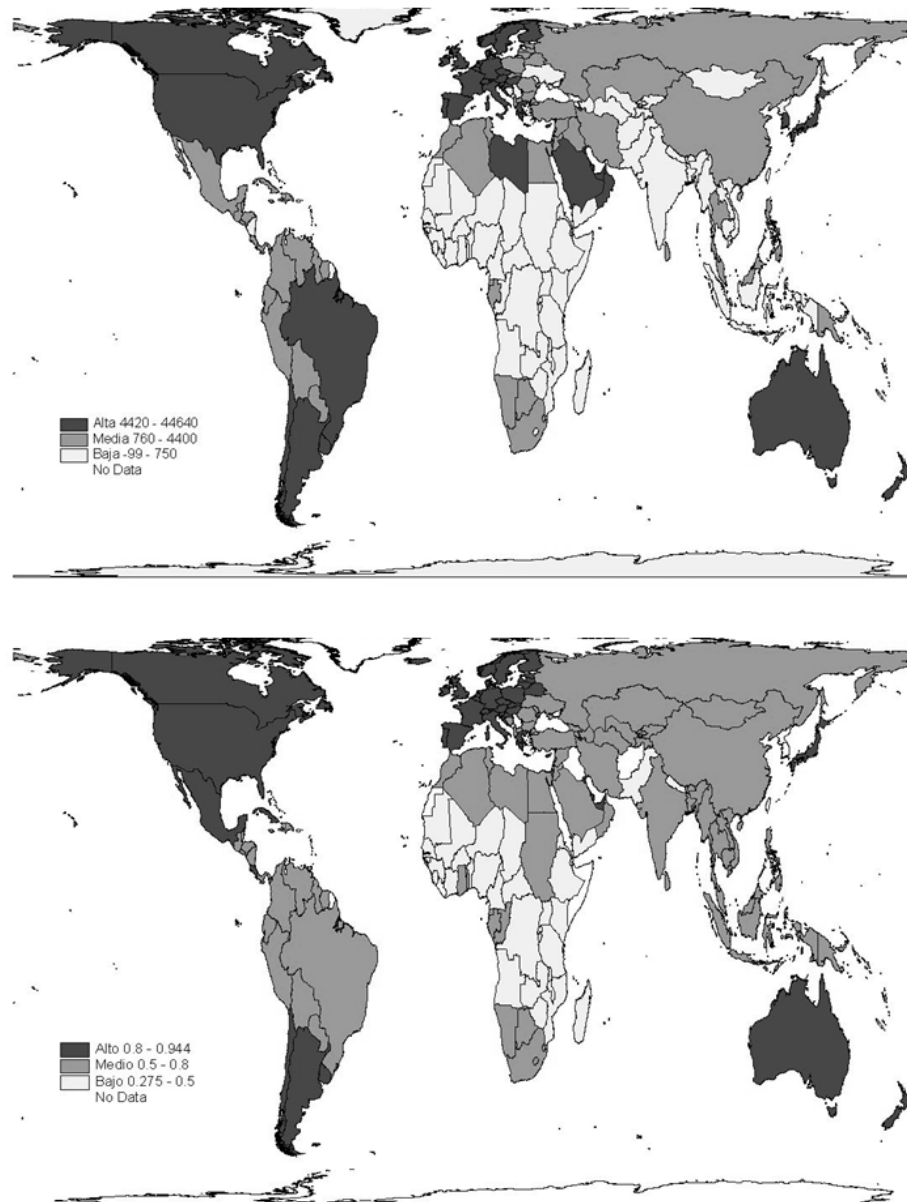 Alta 4420 - 44640
Media 760 - 4400
Baja -99 - 750
No Data
Alto 0.8 - 0.944
Medio 0.5 - 0.8
Bajo 0.275 - 0.5
No Data